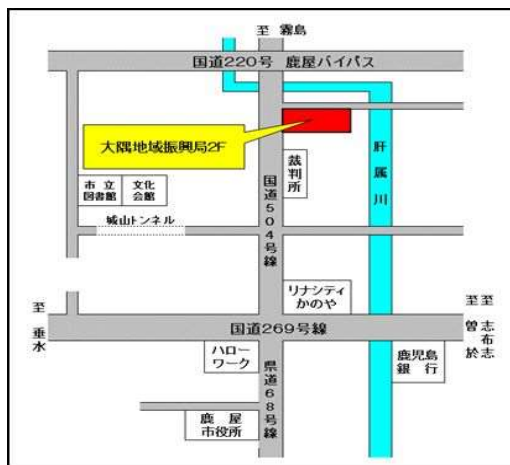 至 霧島
国道220号 鹿屋バイパス
大隅地域振興局2F
裁判所
肝属川
市立
図書館
文化
会館
国道504号線
城山トンネル
リナシティ
かのや
至 垂水
国道269号線
至 曽於
至 志布志
ハロー
ワーク
県道68号線
鹿児島
銀行
鹿屋
市役所